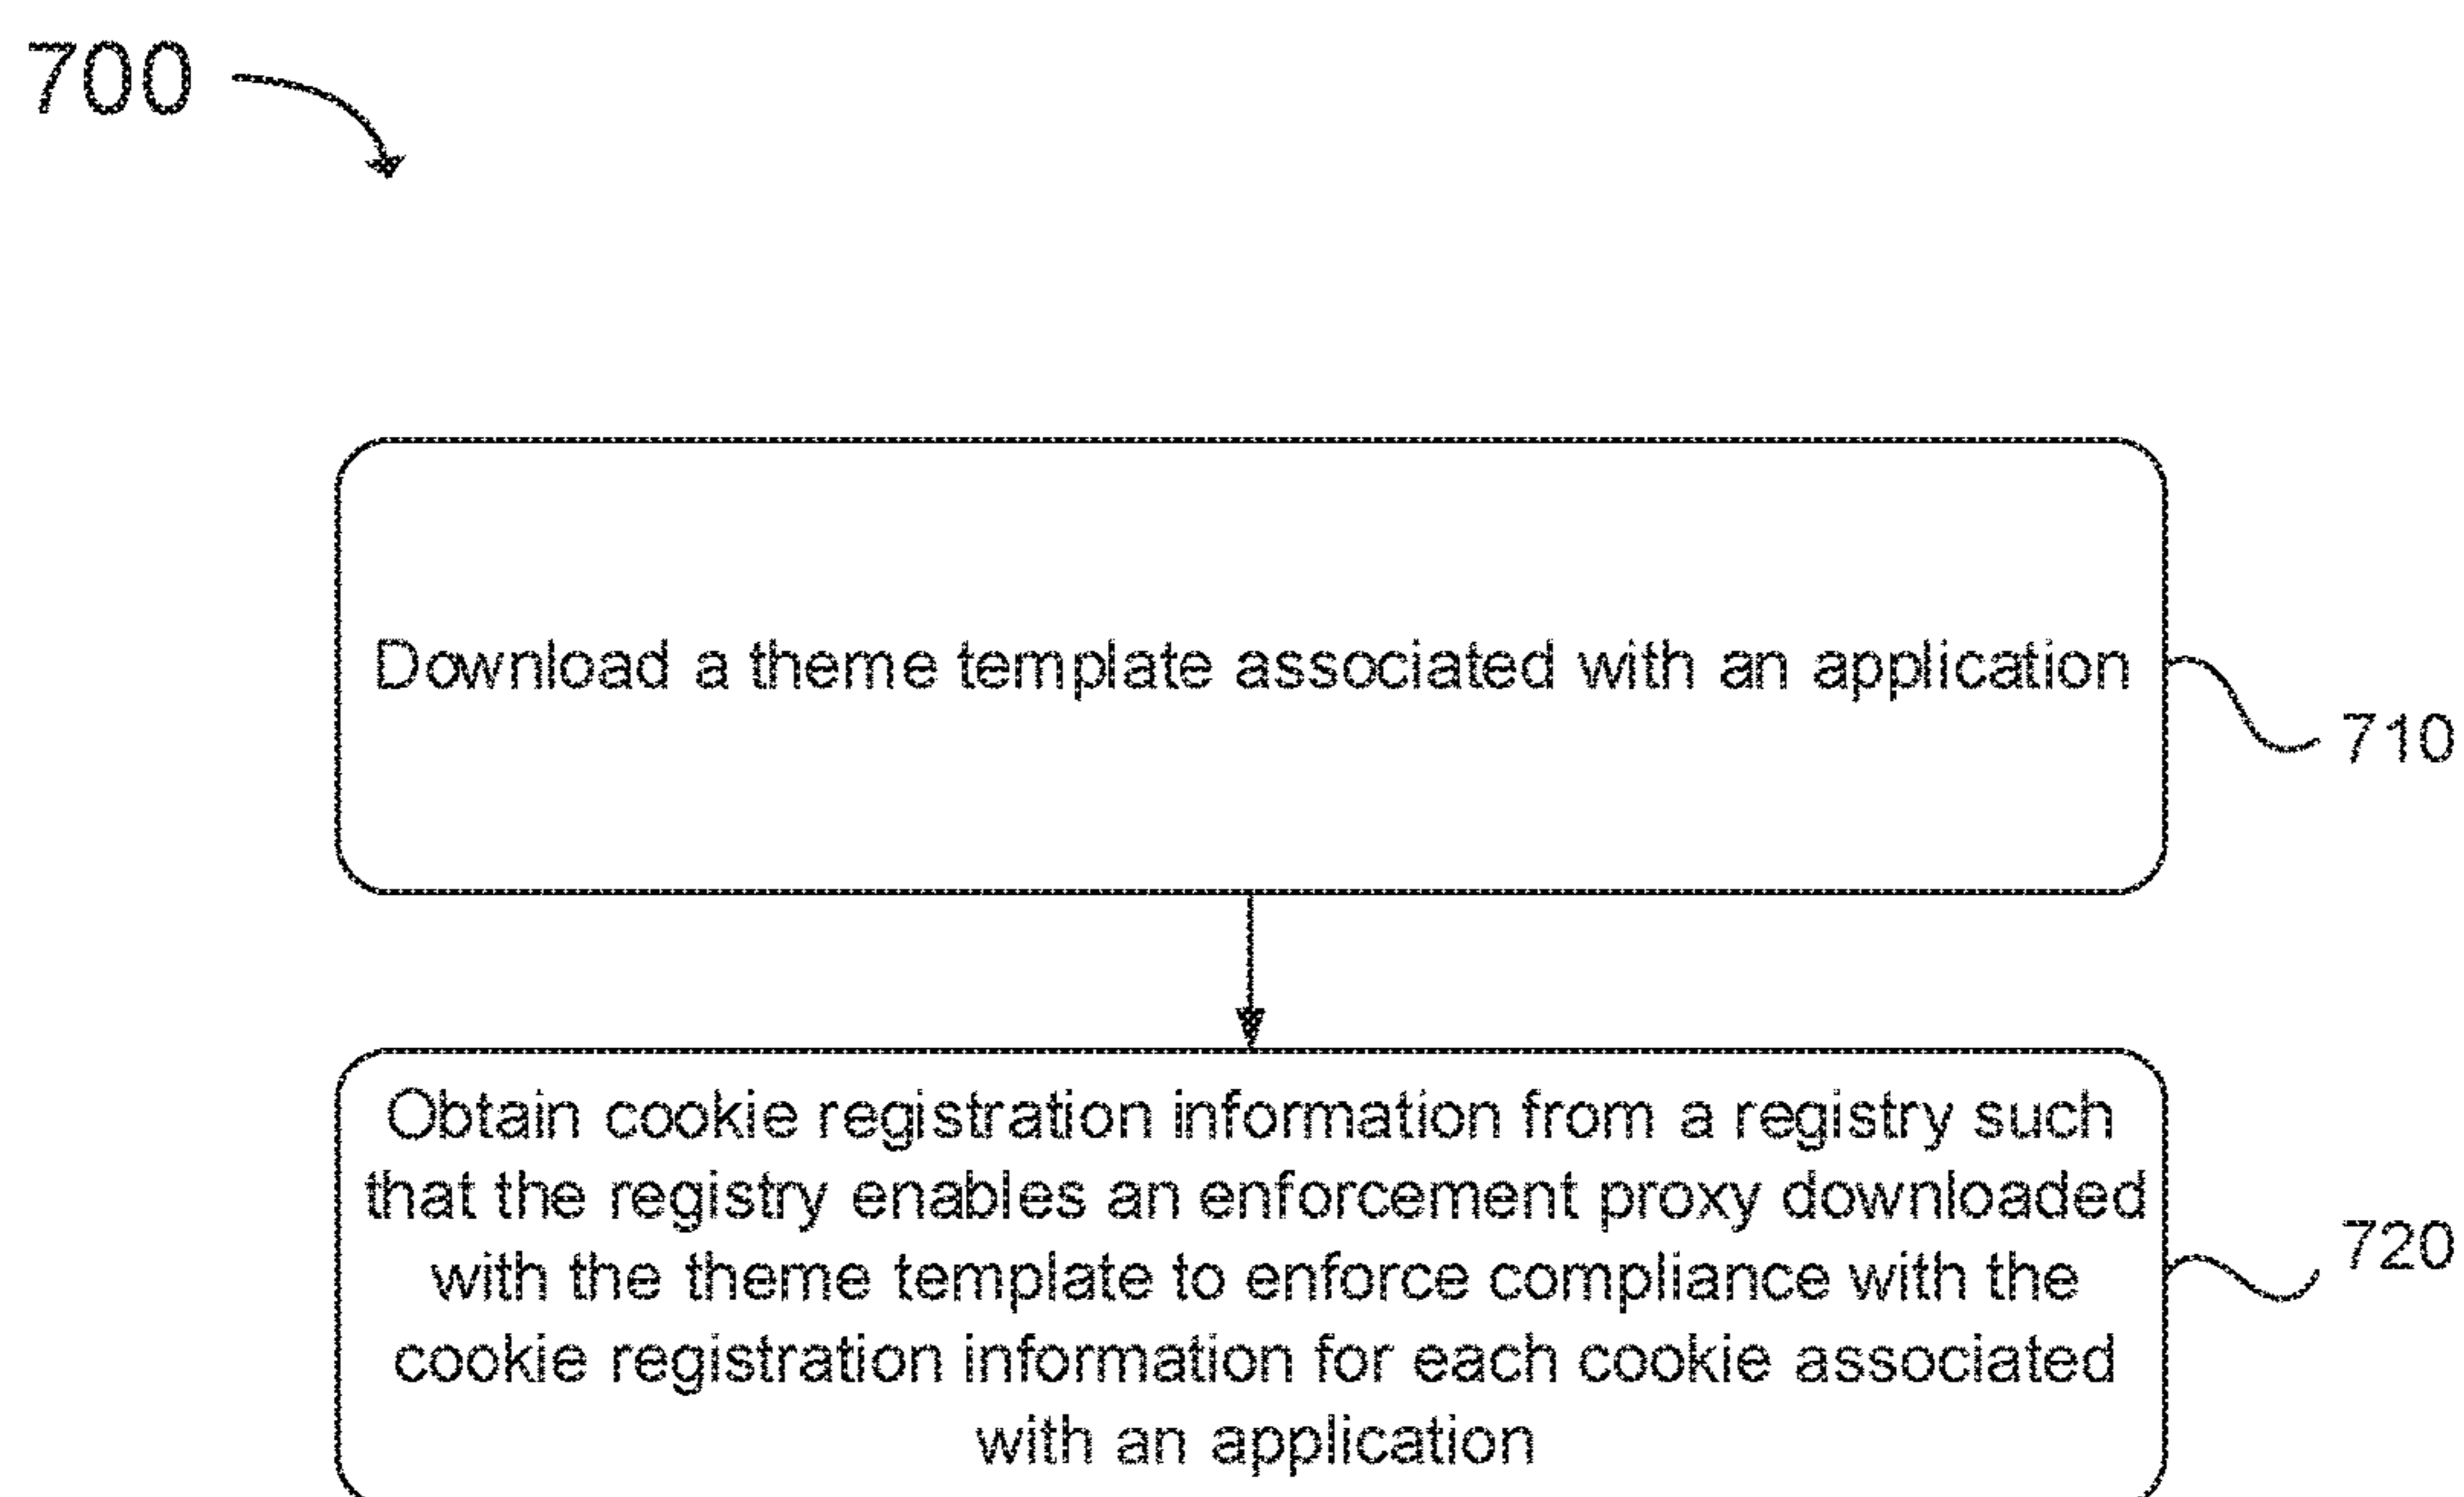 700
Download a theme template associated with an application
710
Obtain cookie registration information from a registry such
that the registry enables an enforcement proxy downloaded
with the theme template to enforce compliance with the
cookie registration information for each cookie associated
with an application
720